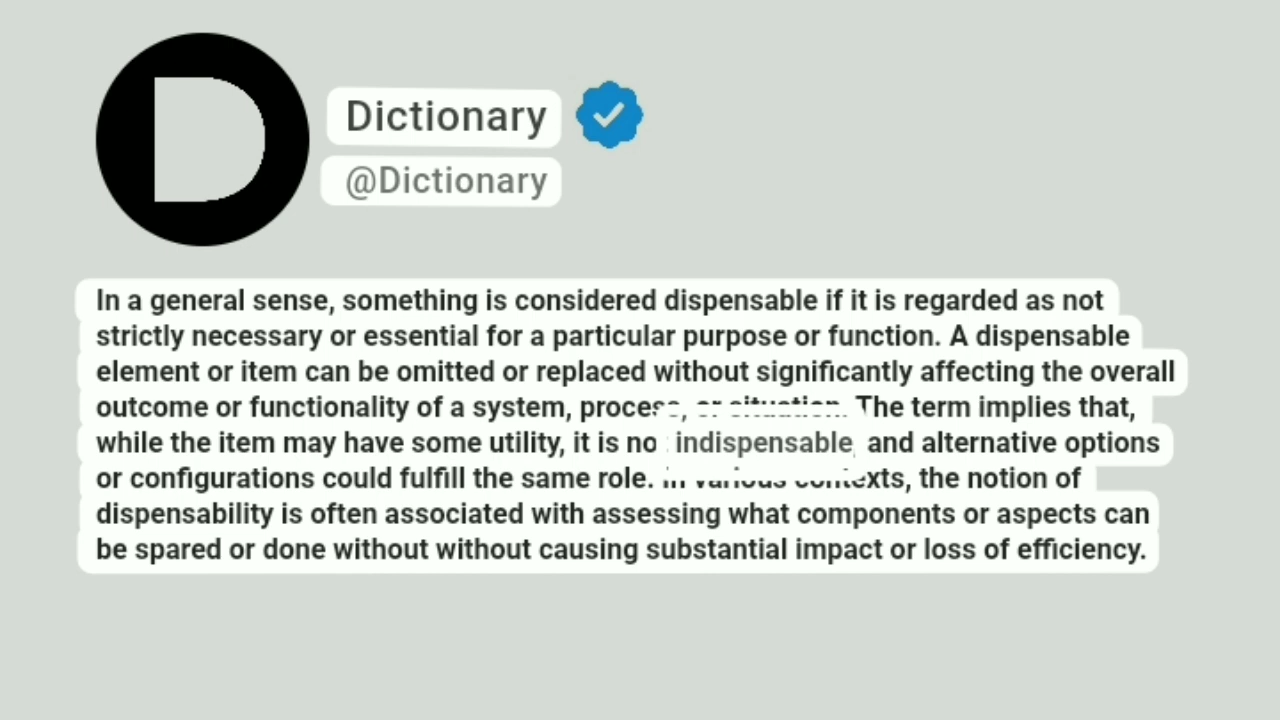 D
Dictionary
@Dictionary
In a general sense, something is considered dispensable if it is regarded as not
strictly necessary or essential for a particular purpose or function. A dispensable
element or item can be omitted or replaced without significantly affecting the overall
outcome or functionality of a system, process, or situation. The term implies that,
while the item may have some utility, it is no indispensable, and alternative options
or configurations could fulfill the same role. In various contexts, the notion of
dispensability is often associated with assessing what components or aspects can
be spared or done without without causing substantial impact or loss of efficiency.